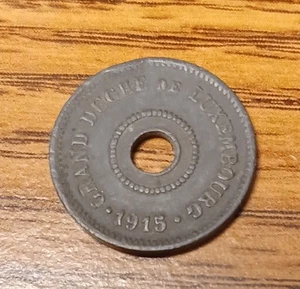 GRAND DUCHÉ DE LUXEMBOURG
· 1915 ·